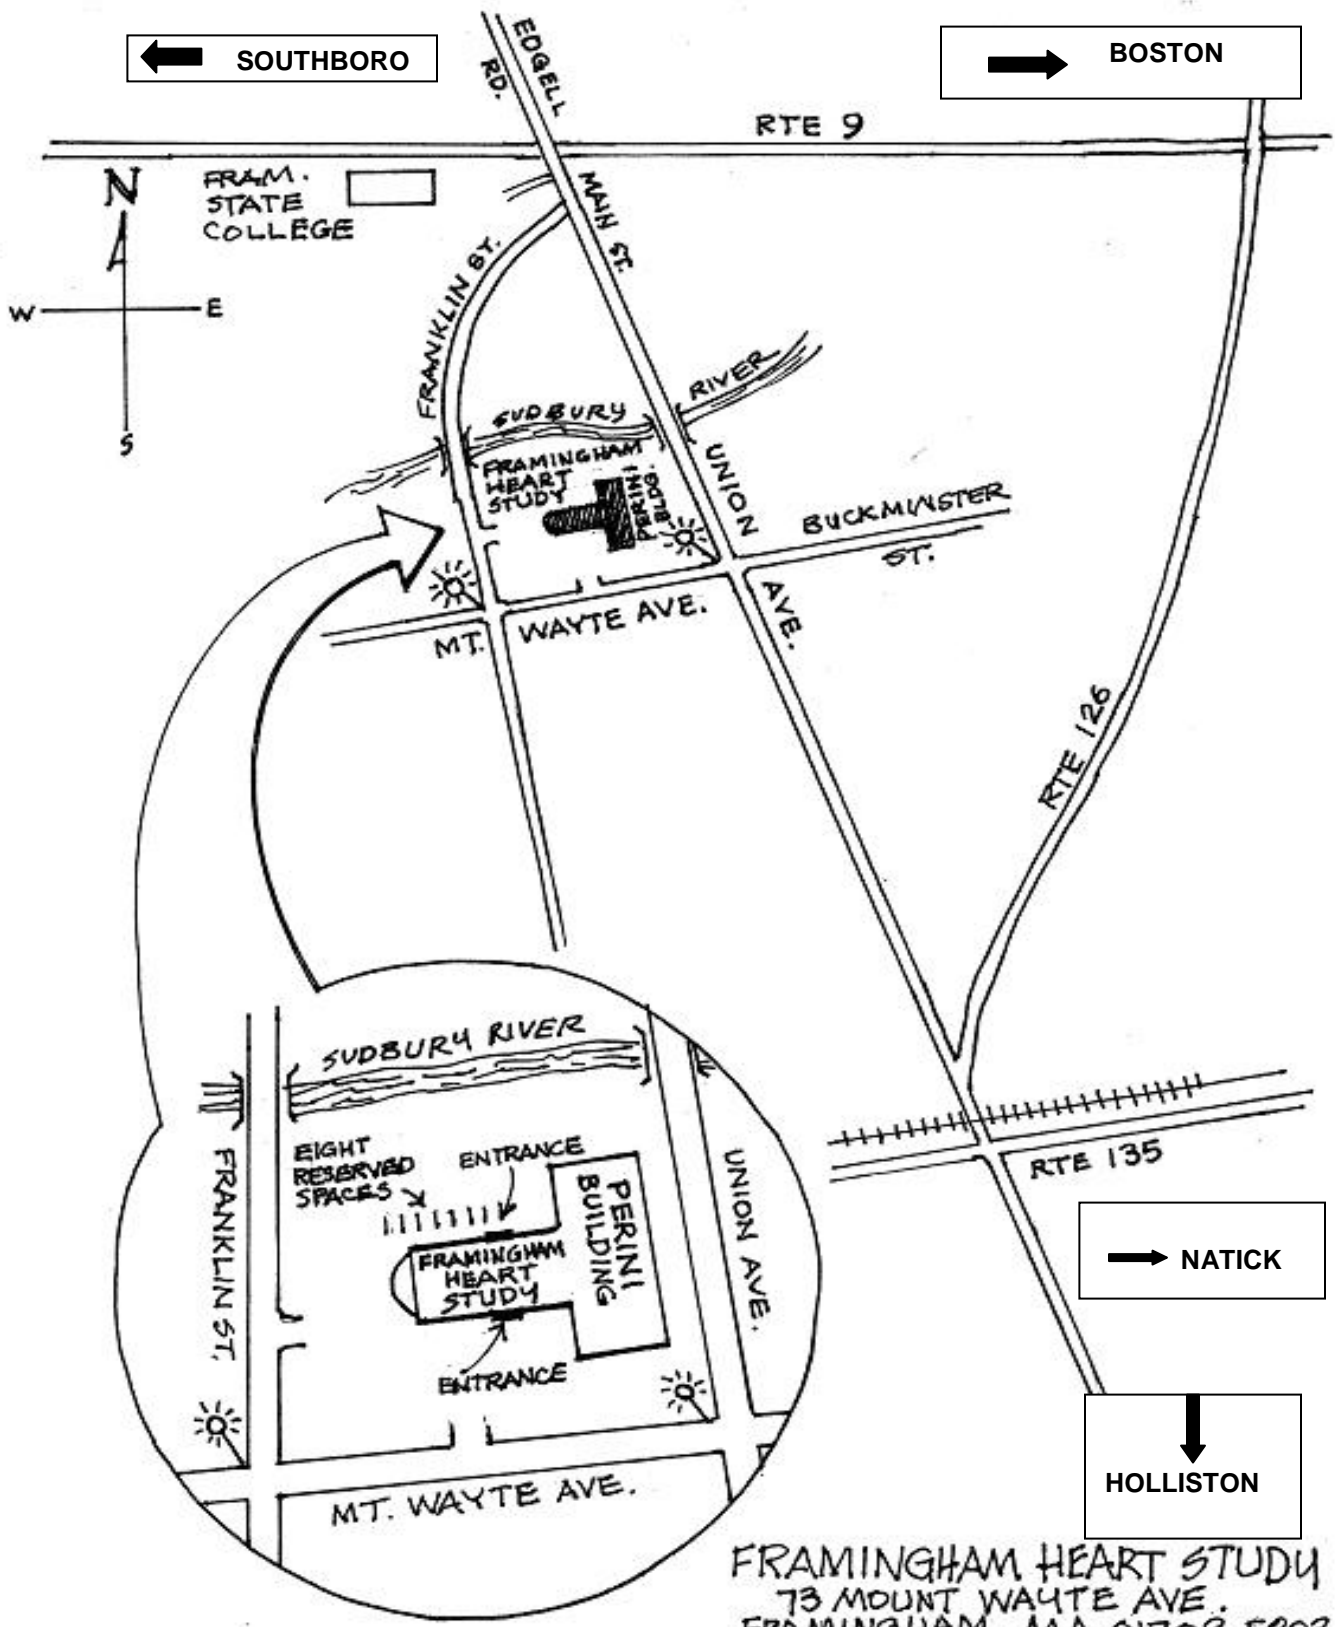 SOUTHBORO
BOSTON
EDGELL
RD.
RTE 9
N
W
E
S
FRAM.
STATE
COLLEGE
MAIN ST.
FRANKLIN ST.
SUDBURY
RIVER
FRAMINGHAM
HEART
STUDY
PERINI
BLDG.
UNION
AVE.
BUCKMINSTER
ST.
MT. WAYTE AVE.
RTE 126
RTE 135
NATICK
HOLLISTON
SUDBURY RIVER
EIGHT
RESERVED
SPACES
ENTRANCE
FRANKLIN ST.
FRAMINGHAM
HEART
STUDY
PERINI
BUILDING
UNION AVE.
ENTRANCE
MT. WAYTE AVE.
FRAMINGHAM HEART STUDY
73 MOUNT WAYTE AVE.
FRAMINGHAM, MA